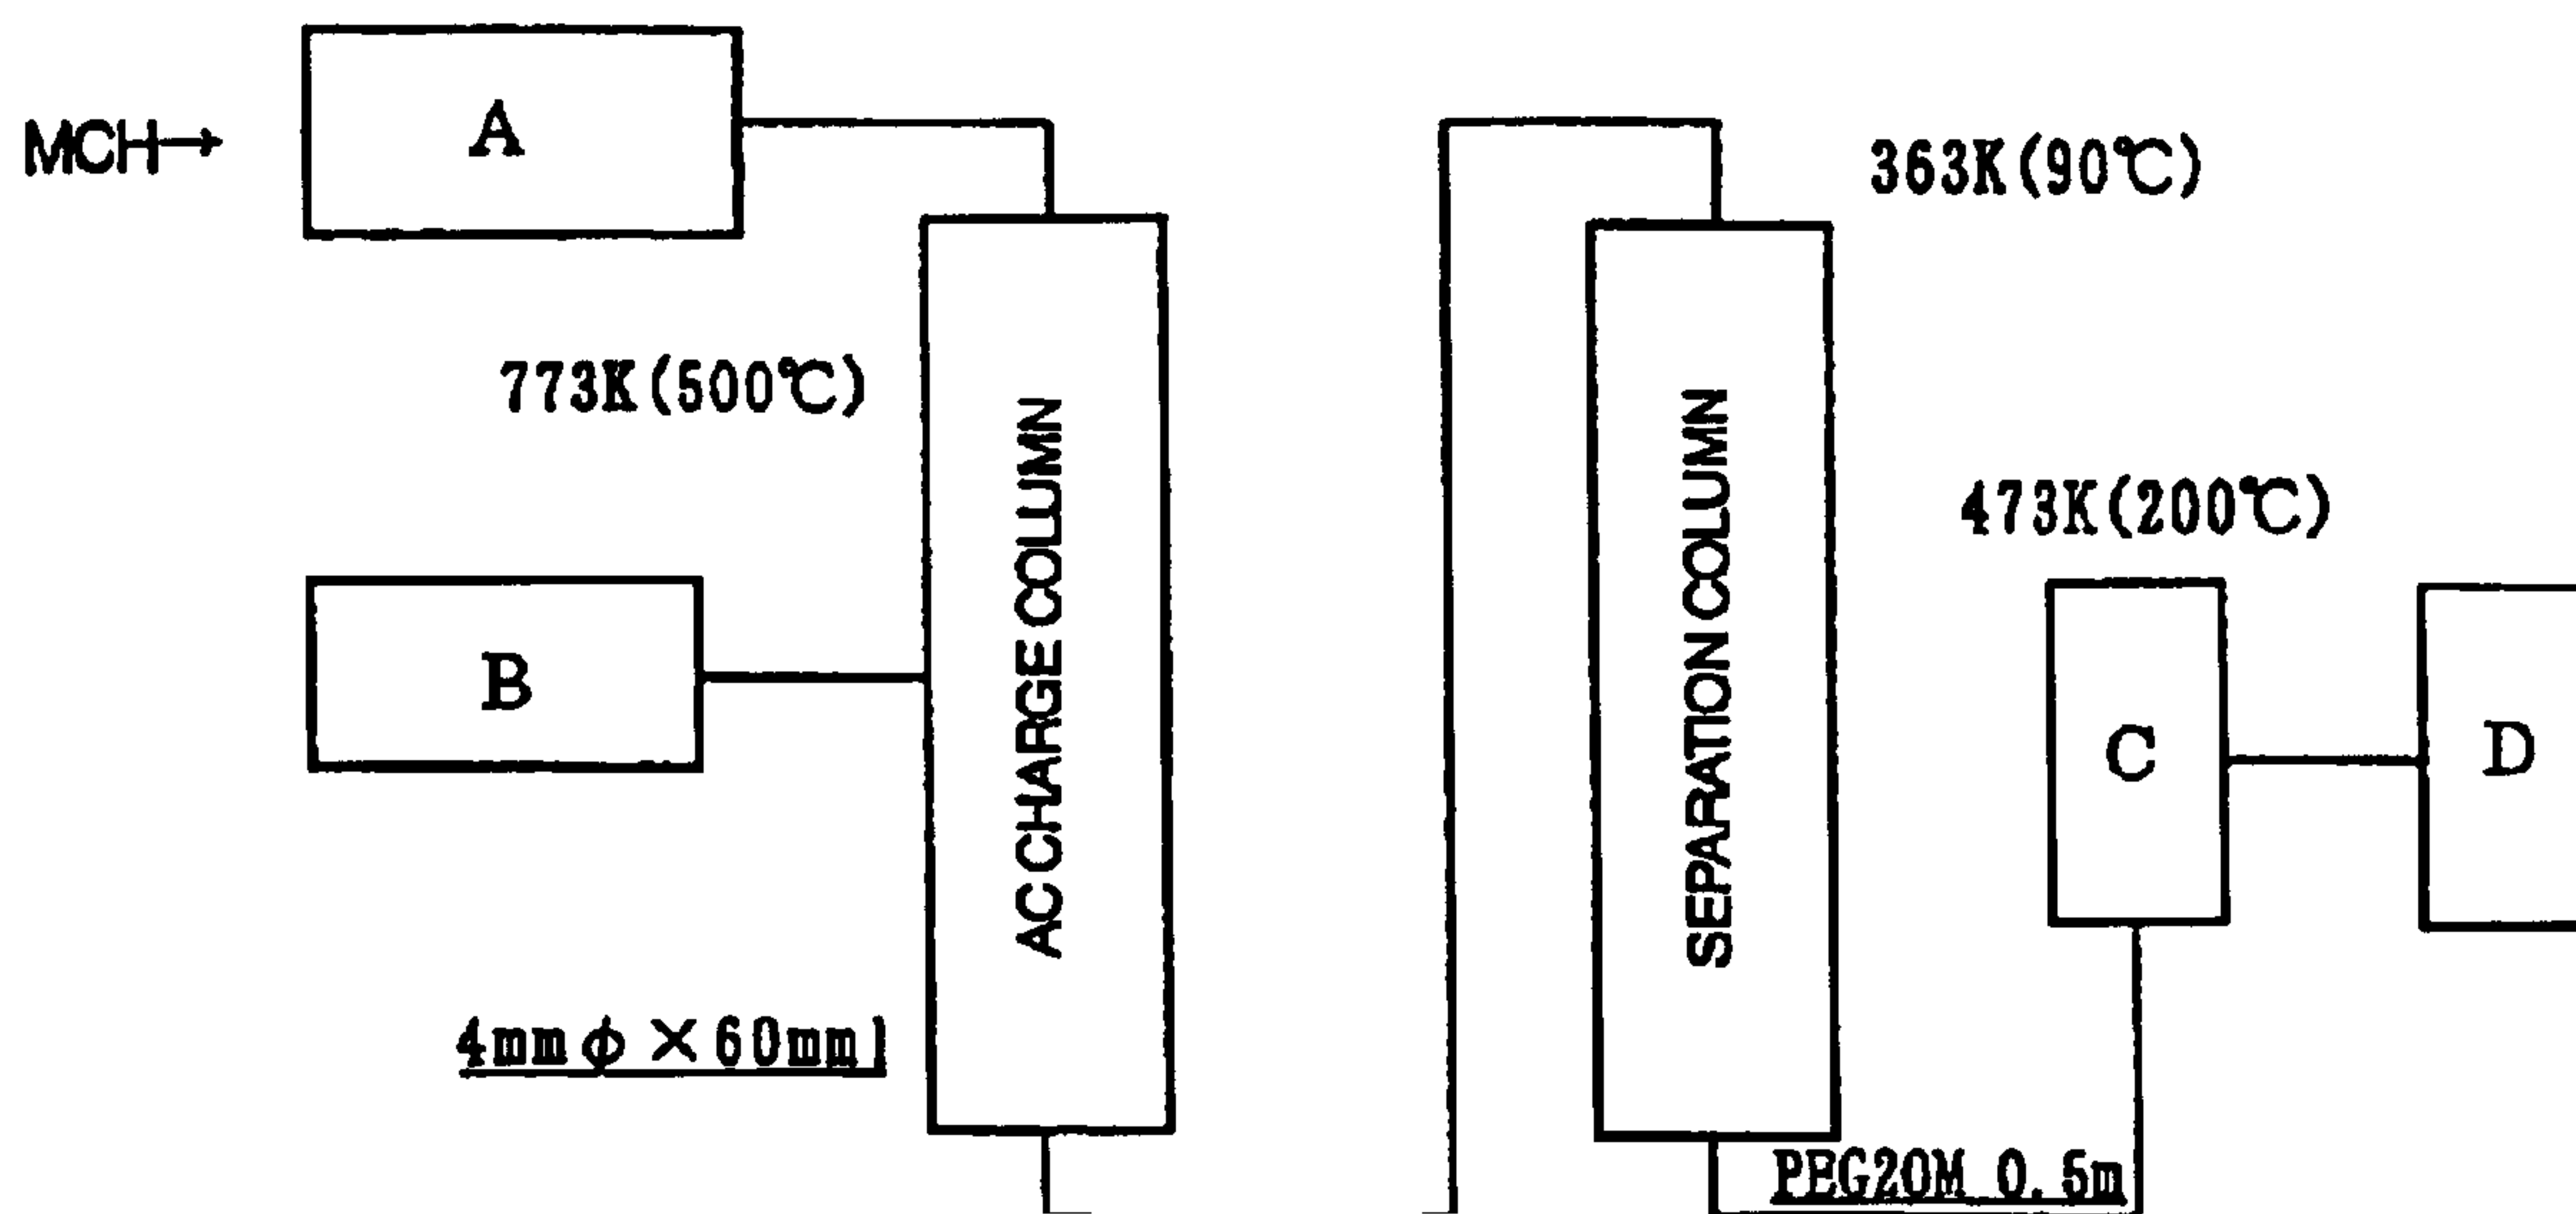 MCH→
A
773K(500℃)
AC CHARGE COLUMN
B
4mmφ×60mml
363K(90℃)
SEPARATION COLUMN
473K(200℃)
C
D
PEG20M 0.5m